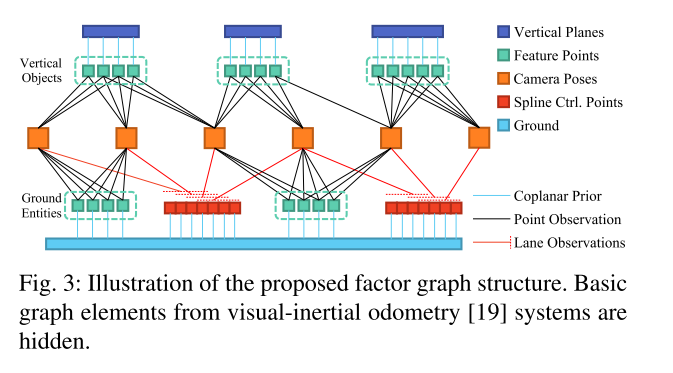 Vertical
Objects
Ground
Entities
Vertical Planes
Feature Points
Camera Poses
Spline Ctrl. Points
Ground
Coplanar Prior
Point Observation
Lane Observations
Fig. 3: Illustration of the proposed factor graph structure. Basic
graph elements from visual-inertial odometry [19] systems are
hidden.